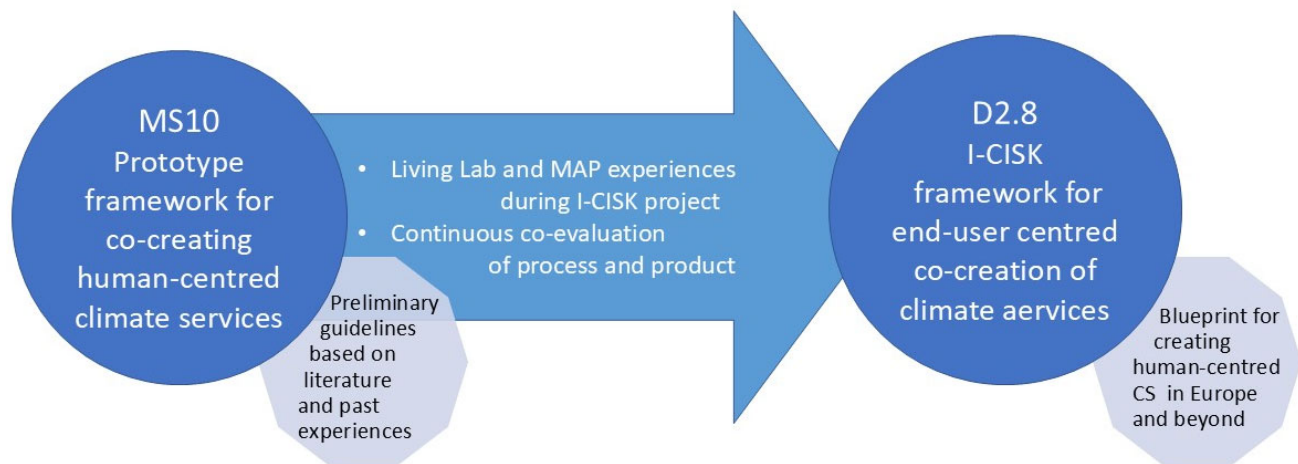 MS10
Prototype
framework for
co-creating
human-centred
climate services
Preliminary
guidelines
based on
literature
and past
experiences
• Living Lab and MAP experiences
during I-CISK project
• Continuous co-evaluation
of process and product
D2.8
I-CISK
framework for
end-user centred
co-creation of
climate aervices
Blueprint for
creating
human-centred
CS in Europe
and beyond